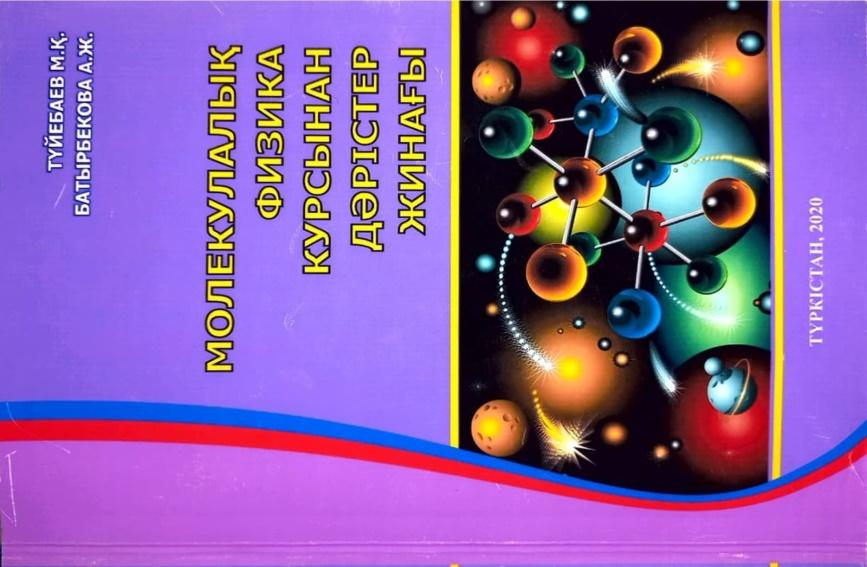 ТҮЙЕБАЕВ М.Қ.
БАТЫРБЕКОВА А.Ж.
МОЛЕКУЛАЛЫҚ
ФИЗИКА
КУРСЫНАН
ДӘРІСТЕР
ЖИНАҒЫ
ТҮРКІСТАН, 2020